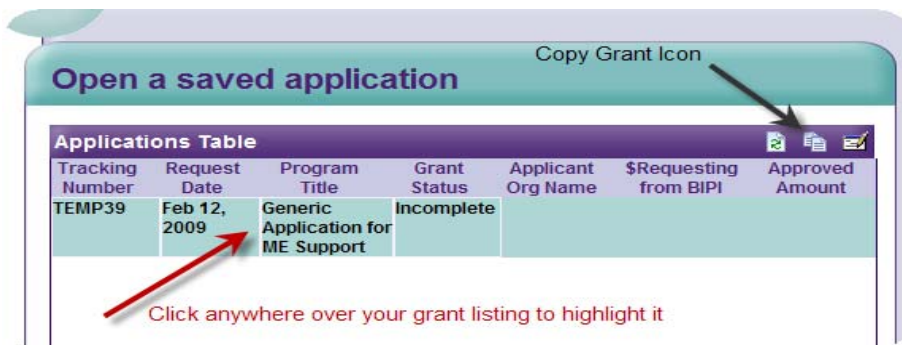 Copy Grant Icon
Open a saved application
Applications Table
Tracking Number Request Date Program Title Grant Status Applicant Org Name $Requesting from BIPI Approved Amount
TEMP39 Feb 12, 2009 Generic Application for ME Support Incomplete
Click anywhere over your grant listing to highlight it